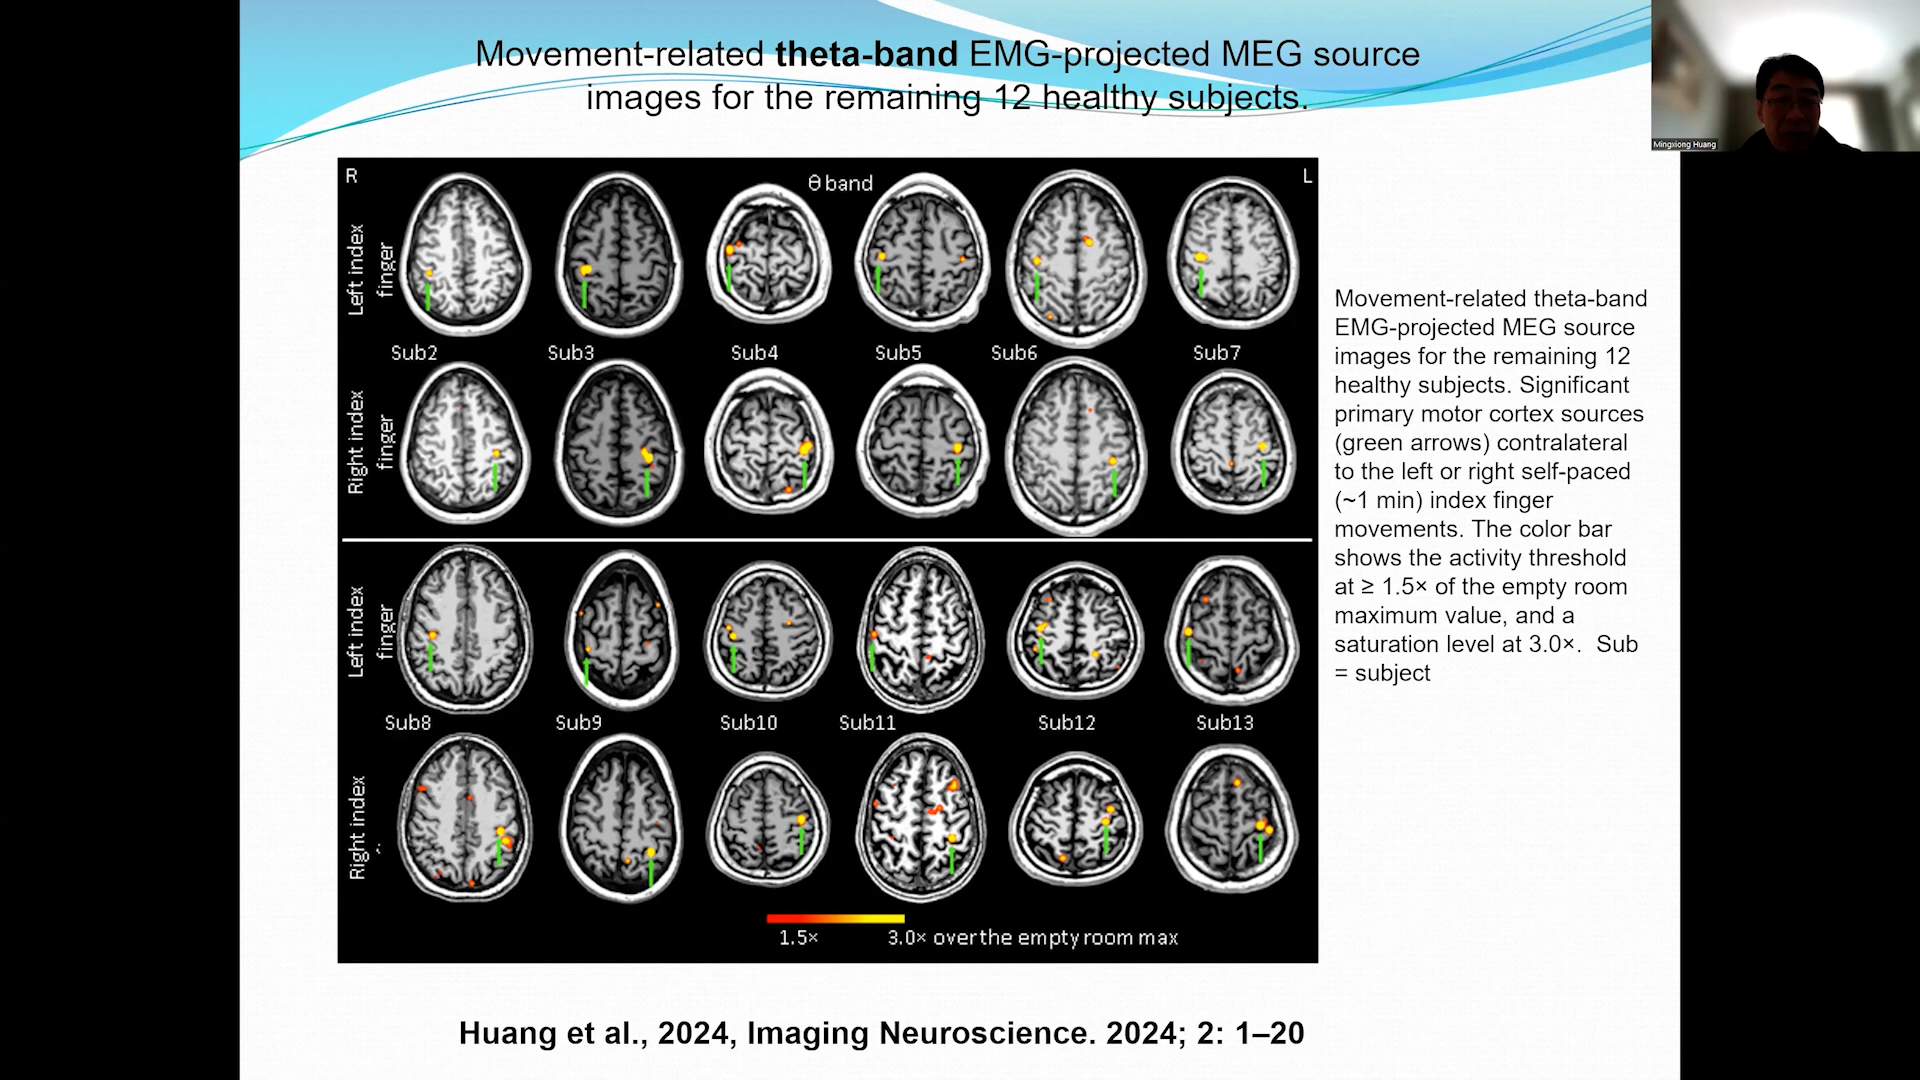 Movement-related theta-band EMG-projected MEG source
images for the remaining 12 healthy subjects.
Mingxiong Huang
R
θ band
L
Left index
finger
Sub2
Sub3
Sub4
Sub5
Sub6
Sub7
Right index
finger
Left index
finger
Sub8
Sub9
Sub10
Sub11
Sub12
Sub13
Right index
1.5×
3.0× over the empty room max
Movement-related theta-band
EMG-projected MEG source
images for the remaining 12
healthy subjects. Significant
primary motor cortex sources
(green arrows) contralateral
to the left or right self-paced
(~1 min) index finger
movements. The color bar
shows the activity threshold
at ≥ 1.5× of the empty room
maximum value, and a
saturation level at 3.0×. Sub
= subject
Huang et al., 2024, Imaging Neuroscience. 2024; 2: 1–20